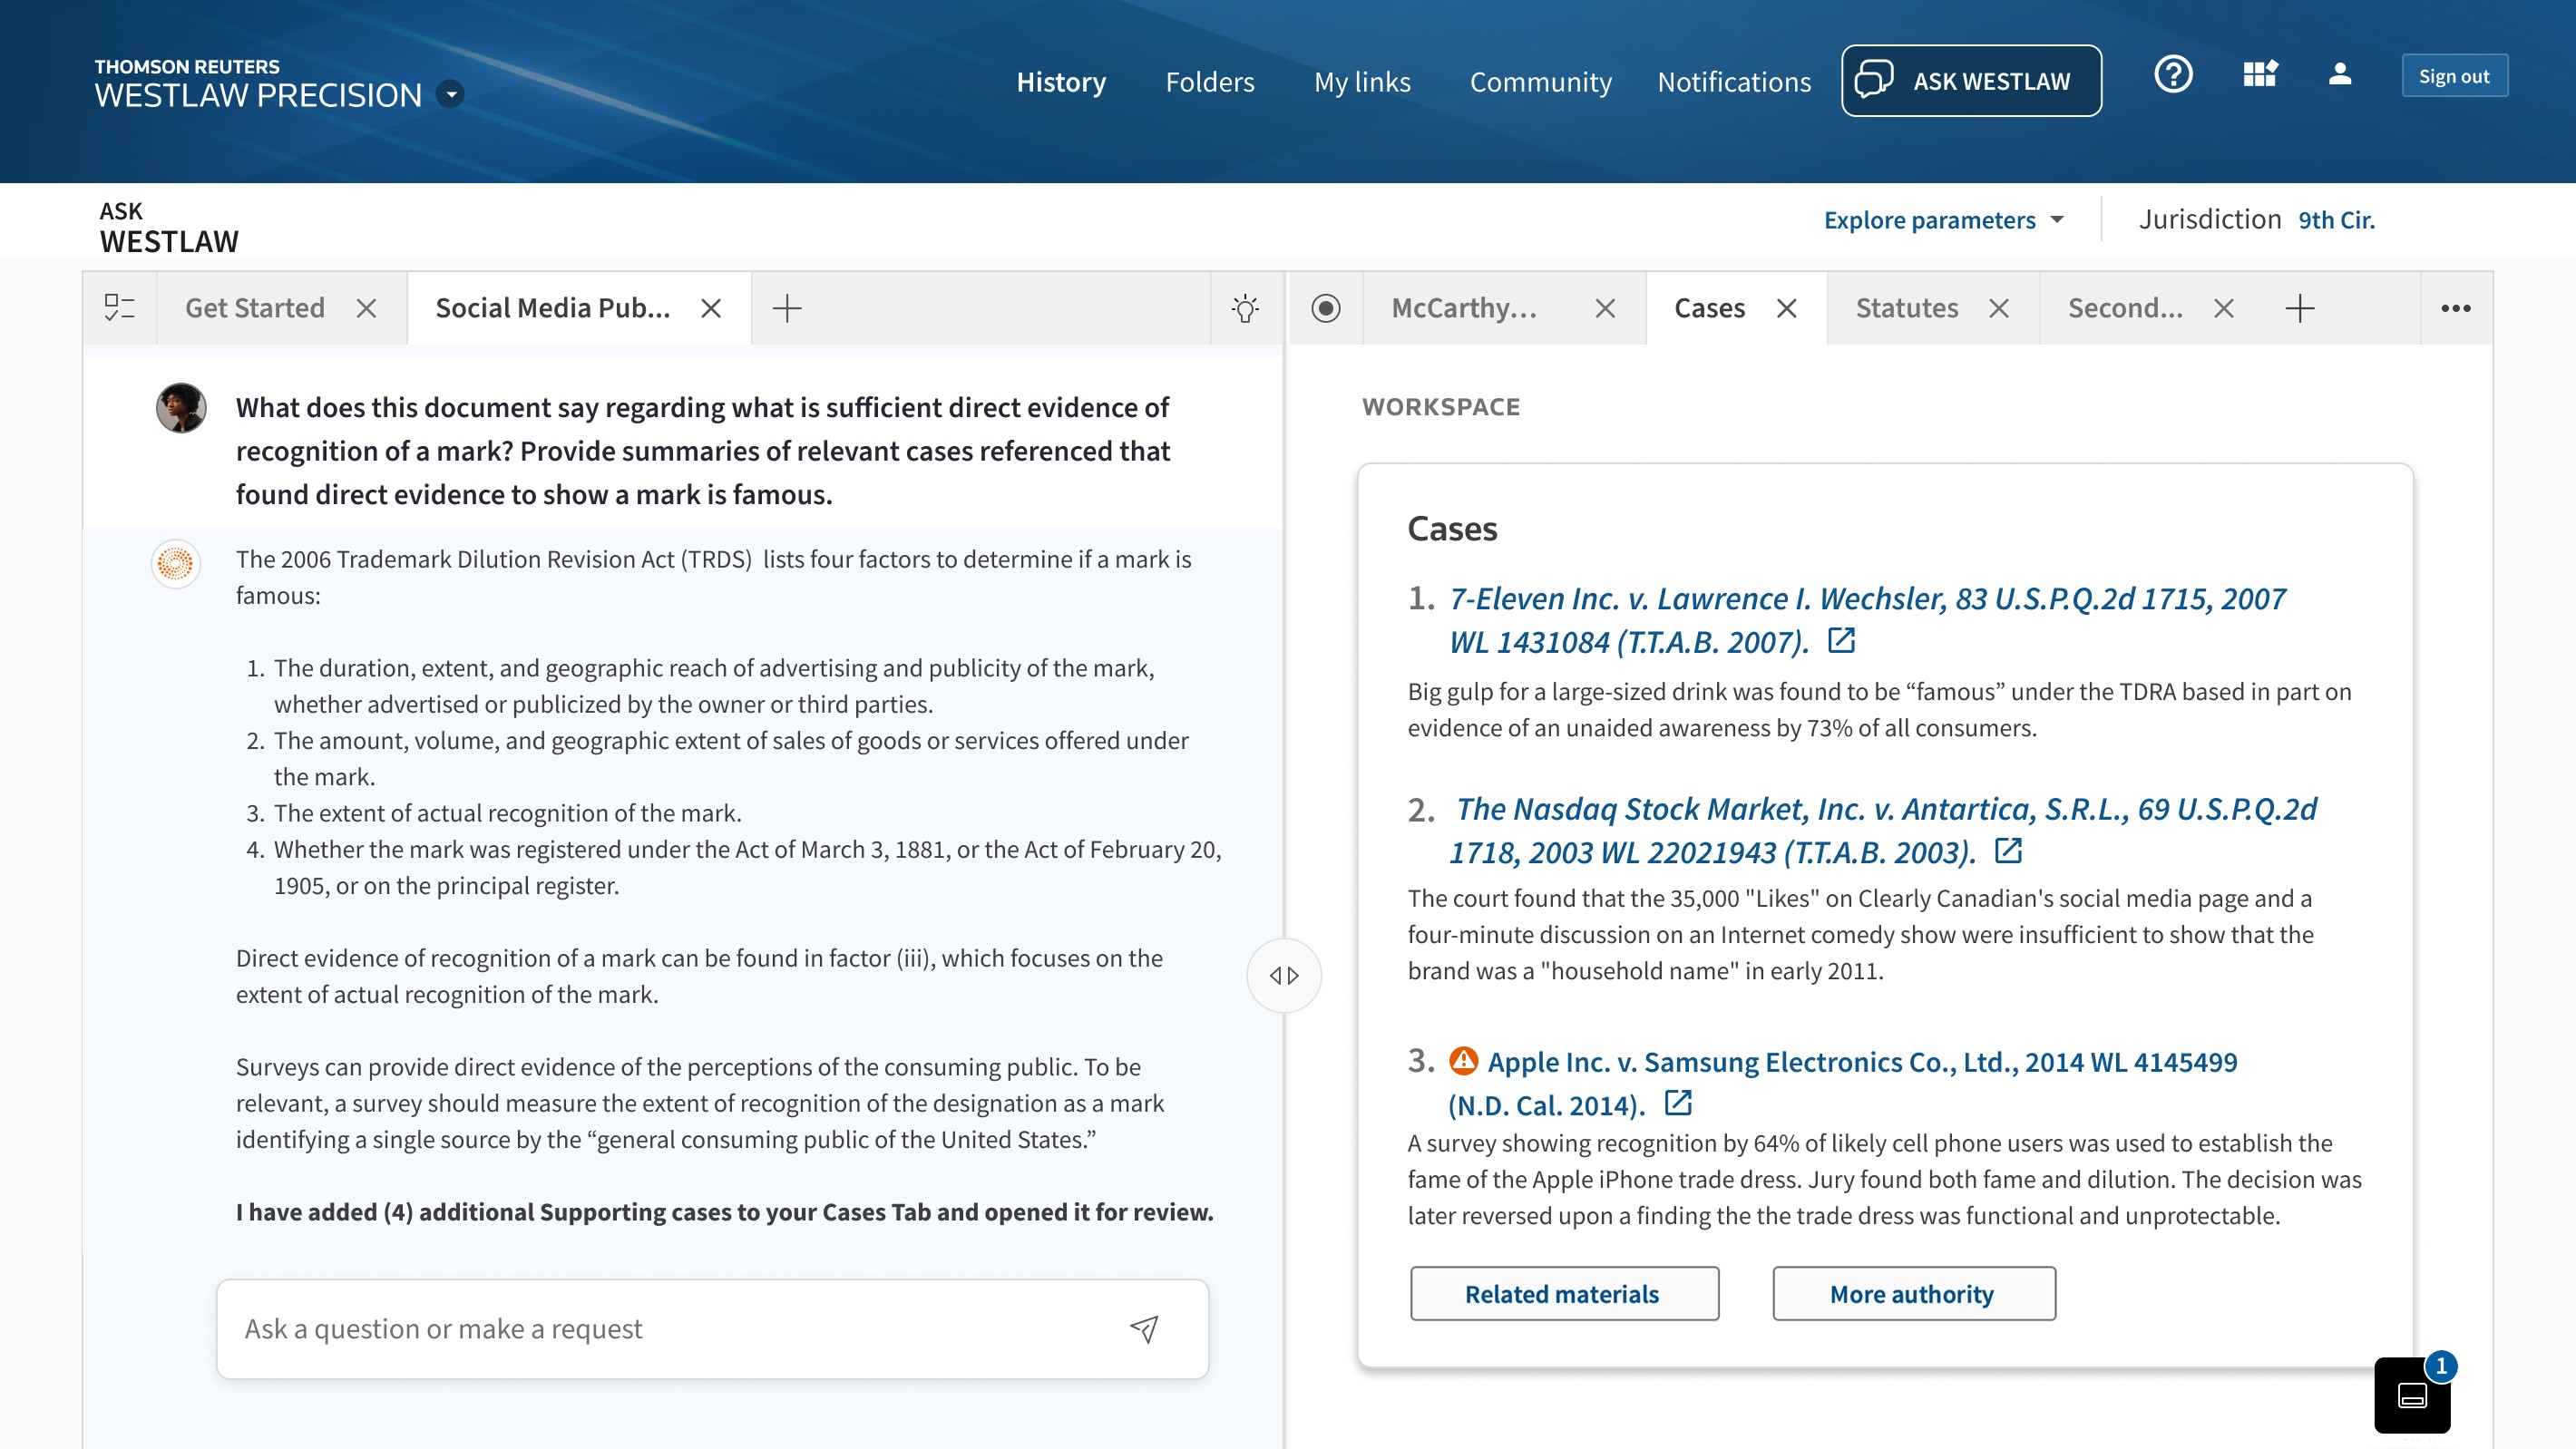 THOMSON REUTERS
WESTLAW PRECISION
History Folders My links Community Notifications ASK WESTLAW Sign out
ASK
WESTLAW
Explore parameters Jurisdiction 9th Cir.
Get Started Social Media Pub...
McCarthy... Cases Statutes Second...
What does this document say regarding what is sufficient direct evidence of
recognition of a mark? Provide summaries of relevant cases referenced that
found direct evidence to show a mark is famous.
The 2006 Trademark Dilution Revision Act (TRDS) lists four factors to determine if a mark is
famous:
1. The duration, extent, and geographic reach of advertising and publicity of the mark,
whether advertised or publicized by the owner or third parties.
2. The amount, volume, and geographic extent of sales of goods or services offered under
the mark.
3. The extent of actual recognition of the mark.
4. Whether the mark was registered under the Act of March 3, 1881, or the Act of February 20,
1905, or on the principal register.
Direct evidence of recognition of a mark can be found in factor (iii), which focuses on the
extent of actual recognition of the mark.
Surveys can provide direct evidence of the perceptions of the consuming public. To be
relevant, a survey should measure the extent of recognition of the designation as a mark
identifying a single source by the “general consuming public of the United States.”
I have added (4) additional Supporting cases to your Cases Tab and opened it for review.
Ask a question or make a request
WORKSPACE
Cases
1. 7-Eleven Inc. v. Lawrence I. Wechsler, 83 U.S.P.Q.2d 1715, 2007
WL 1431084 (T.T.A.B. 2007).
Big gulp for a large-sized drink was found to be “famous” under the TDRA based in part on
evidence of an unaided awareness by 73% of all consumers.
2. The Nasdaq Stock Market, Inc. v. Antartica, S.R.L., 69 U.S.P.Q.2d
1718, 2003 WL 22021943 (T.T.A.B. 2003).
The court found that the 35,000 "Likes" on Clearly Canadian's social media page and a
four-minute discussion on an Internet comedy show were insufficient to show that the
brand was a "household name" in early 2011.
3. Apple Inc. v. Samsung Electronics Co., Ltd., 2014 WL 4145499
(N.D. Cal. 2014).
A survey showing recognition by 64% of likely cell phone users was used to establish the
fame of the Apple iPhone trade dress. Jury found both fame and dilution. The decision was
later reversed upon a finding the the trade dress was functional and unprotectable.
Related materials More authority
1